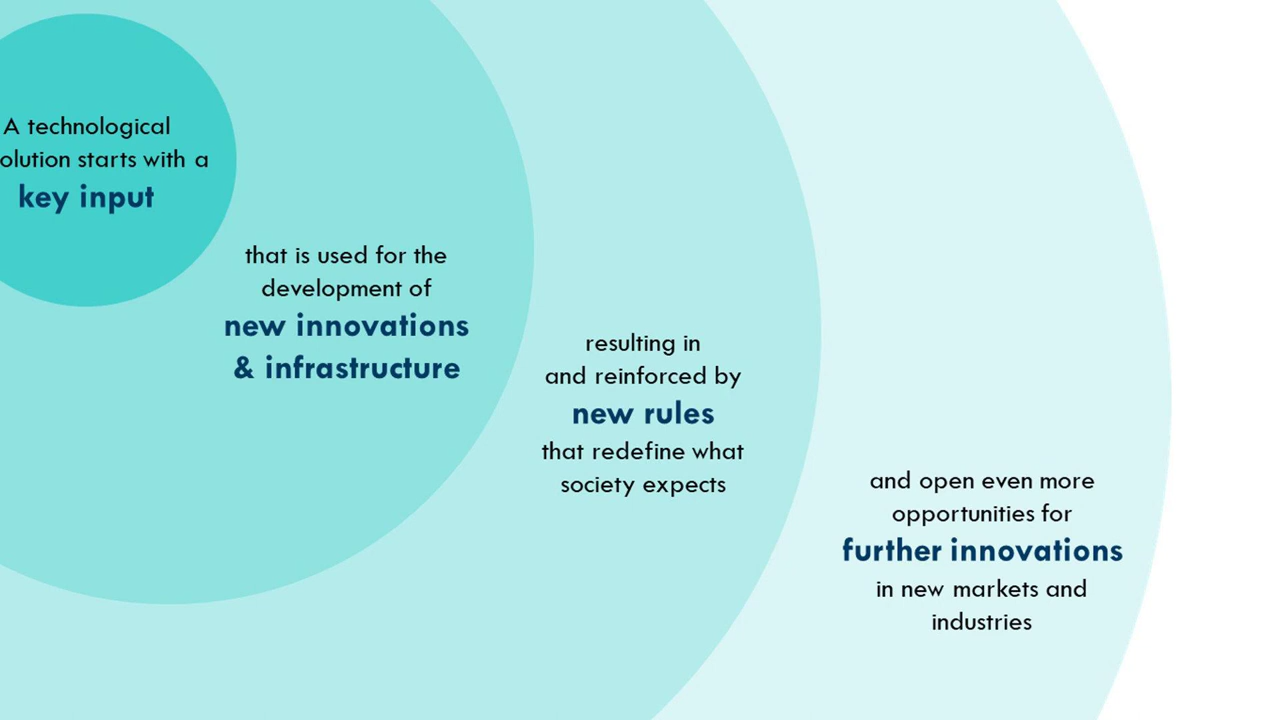 A technological
olution starts with a
key input
that is used for the
development of
new innovations
& infrastructure
resulting in
and reinforced by
new rules
that redefine what
society expects
and open even more
opportunities for
further innovations
in new markets and
industries